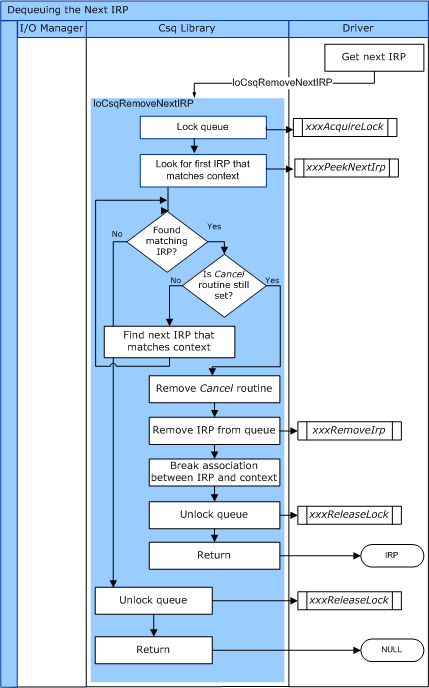 Dequeuing the Next IRP
I/O Manager
Csq Library
Driver
Get next IRP
IoCsqRemoveNextIRP
IoCsqRemoveNextIRP
Lock queue
xxxAcquireLock
Look for first IRP that
matches context
xxxPeekNextIrp
No
Found
matching
IRP?
Yes
No
Is Cancel
routine still
set?
Yes
Find next IRP that
matches context
Remove Cancel routine
Remove IRP from queue
xxxRemoveIrp
Break association
between IRP and context
Unlock queue
xxxReleaseLock
Return
IRP
Unlock queue
xxxReleaseLock
Return
NULL